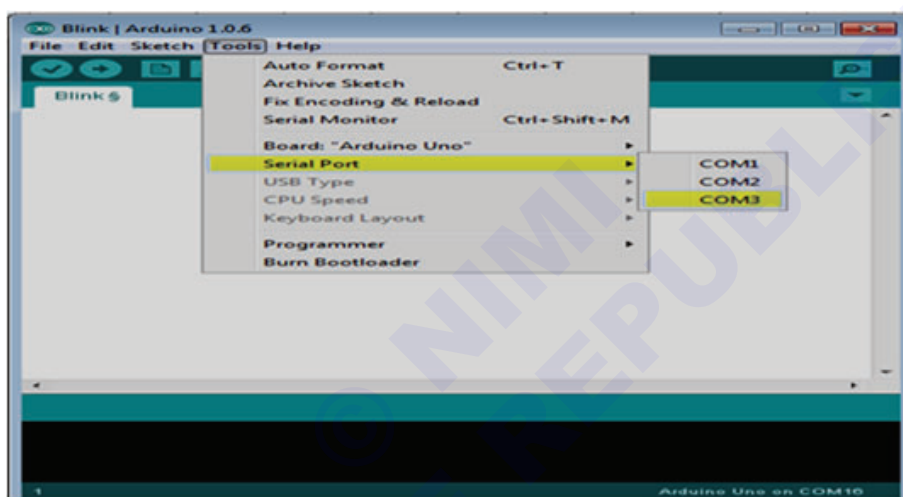 Blink | Arduino 1.0.6
File Edit Sketch Tools Help
Blink §
Auto Format Ctrl+T
Archive Sketch
Fix Encoding & Reload
Serial Monitor Ctrl+Shift+M
Board: "Arduino Uno"
Serial Port
USB Type
CPU Speed
Keyboard Layout
Programmer
Burn Bootloader
COM1
COM2
COM3
1 Arduino Uno on COM16
© NIMI
REPUBLIS